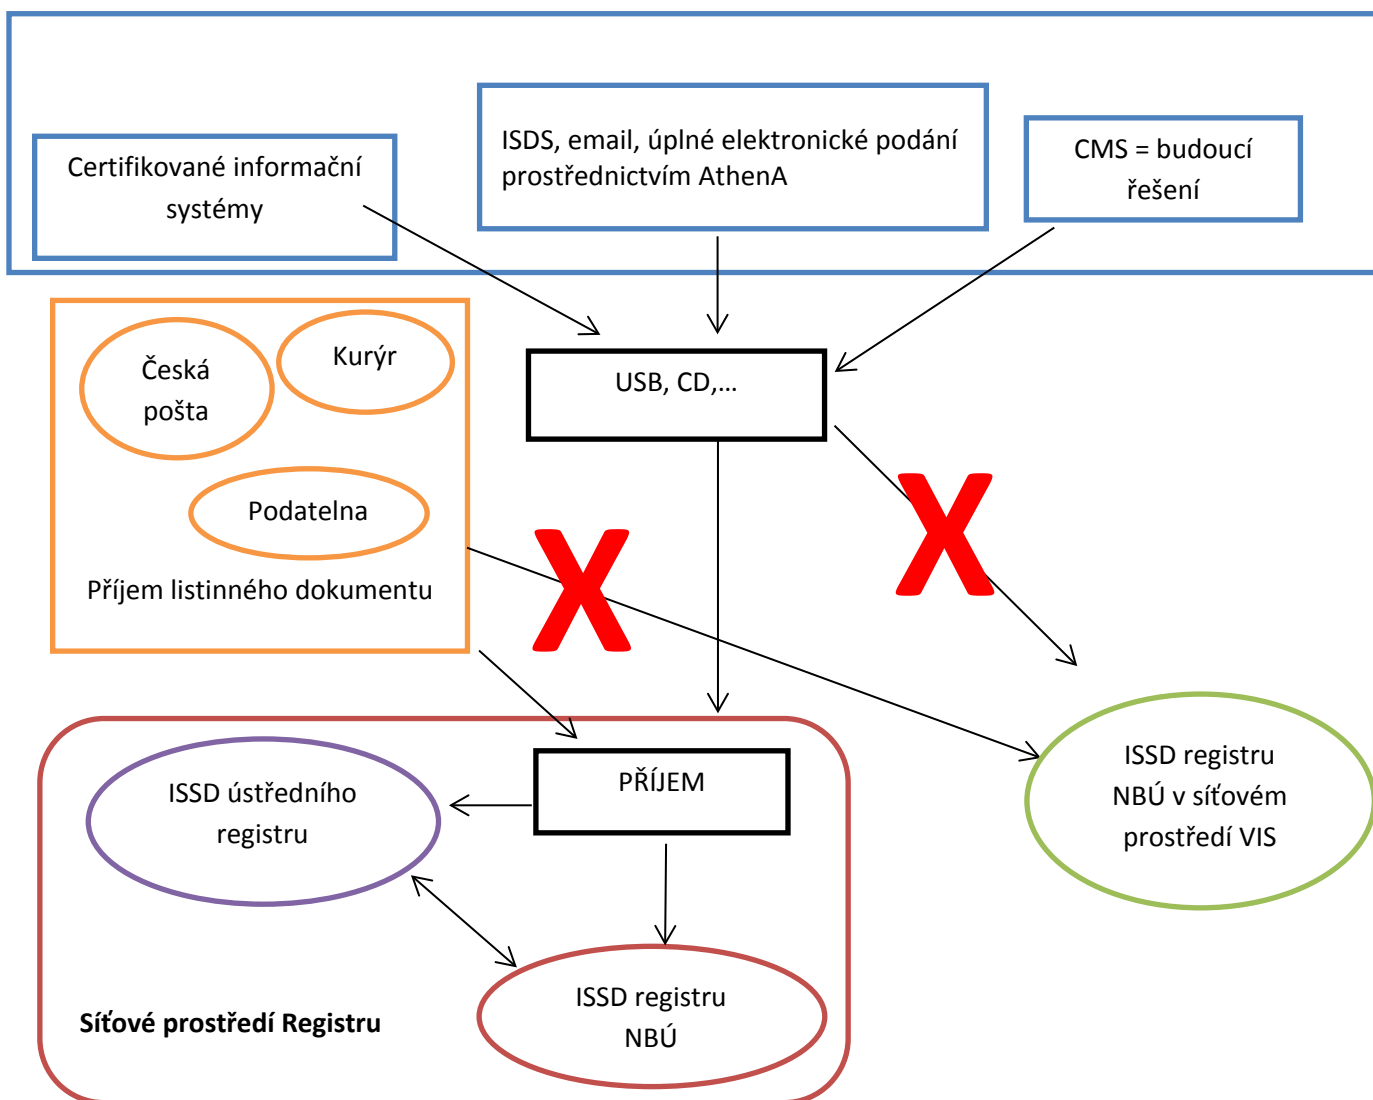 Certifikované informační
systémy
ISDS, email, úplné elektronické podání
prostřednictvím AthenA
CMS = budoucí
řešení
Česká
pošta
Kurýr
Podatelna
Příjem listinného dokumentu
USB, CD,...
X
X
PŘÍJEM
ISSD ústředního
registru
ISSD registru
NBÚ
Síťové prostředí Registru
ISSD registru
NBÚ v síťovém
prostředí VIS